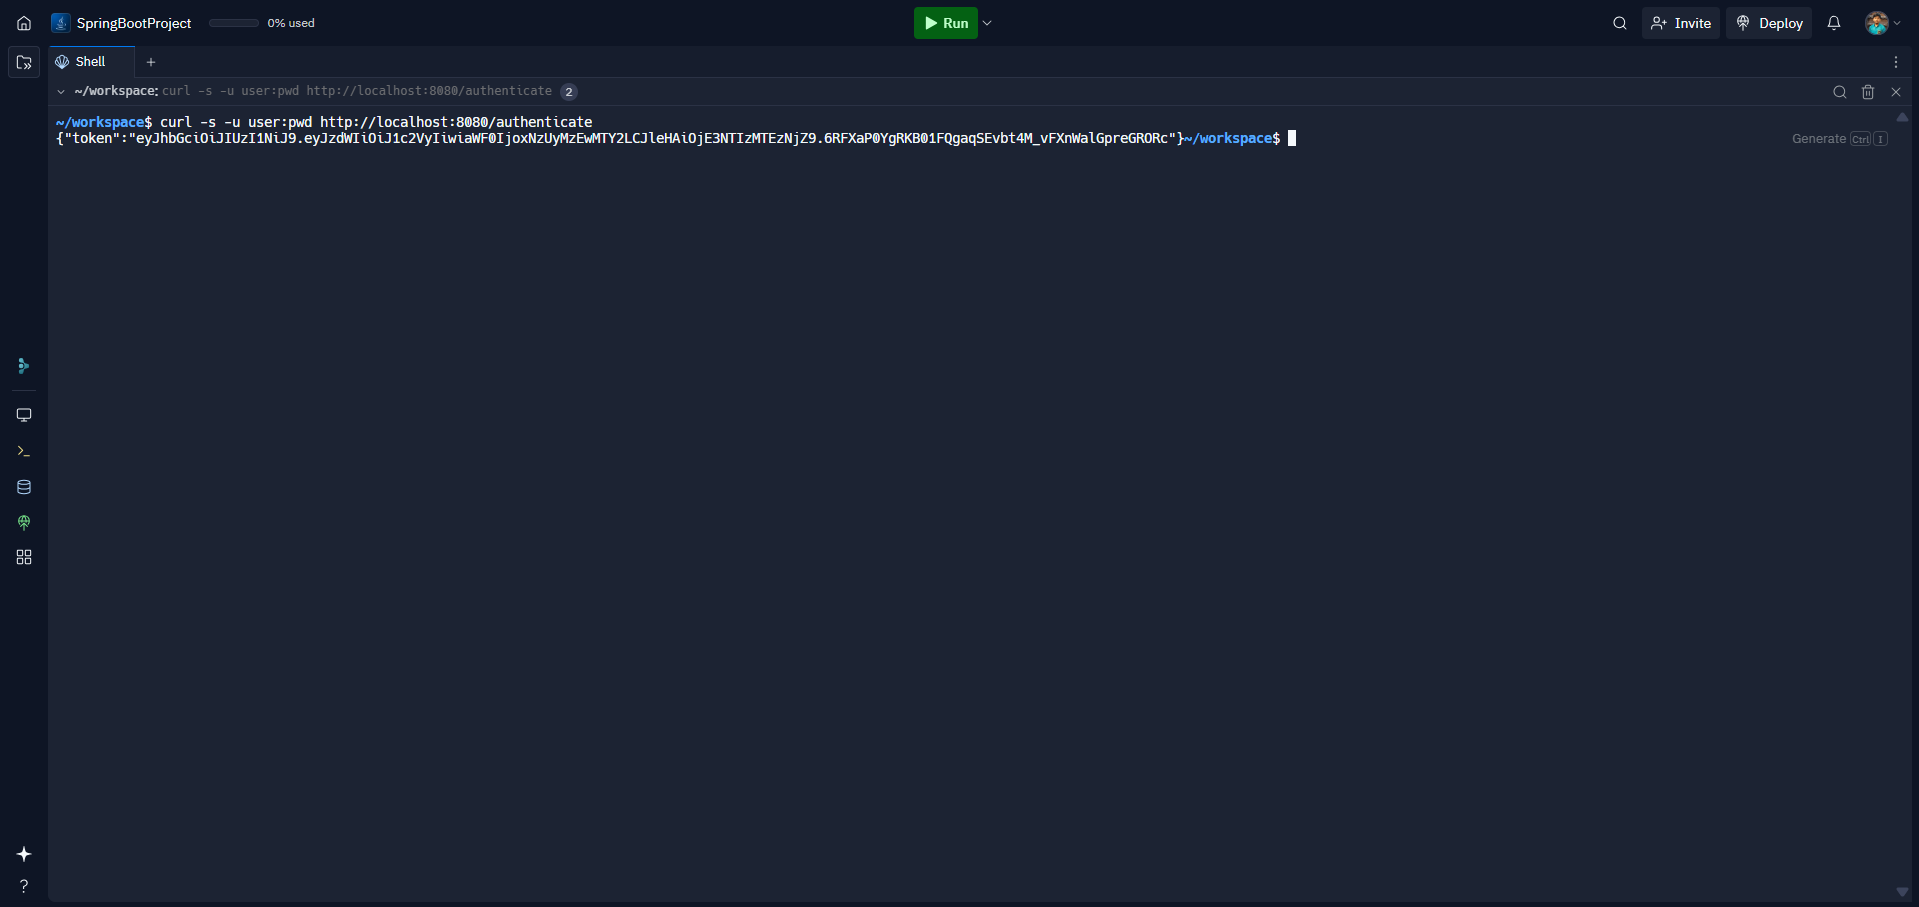 SpringBootProject 0% used Run Invite Deploy
Shell
~/workspace: curl -s -u user:pwd http://localhost:8080/authenticate 2
~/workspace$ curl -s -u user:pwd http://localhost:8080/authenticate
{"token":"eyJhbGciOiJIUzI1NiJ9.eyJzdWIiOiJ1c2VyIiwiaWF0IjoxNzUyMzEwMTY2LCJleHAiOjE3NTIzMTEzNjZ9.6RFXaP0YgRKB01FQgaqSEvbt4M_vFXnWalGpreGRORc"}~/workspace$
Generate Ctrl I